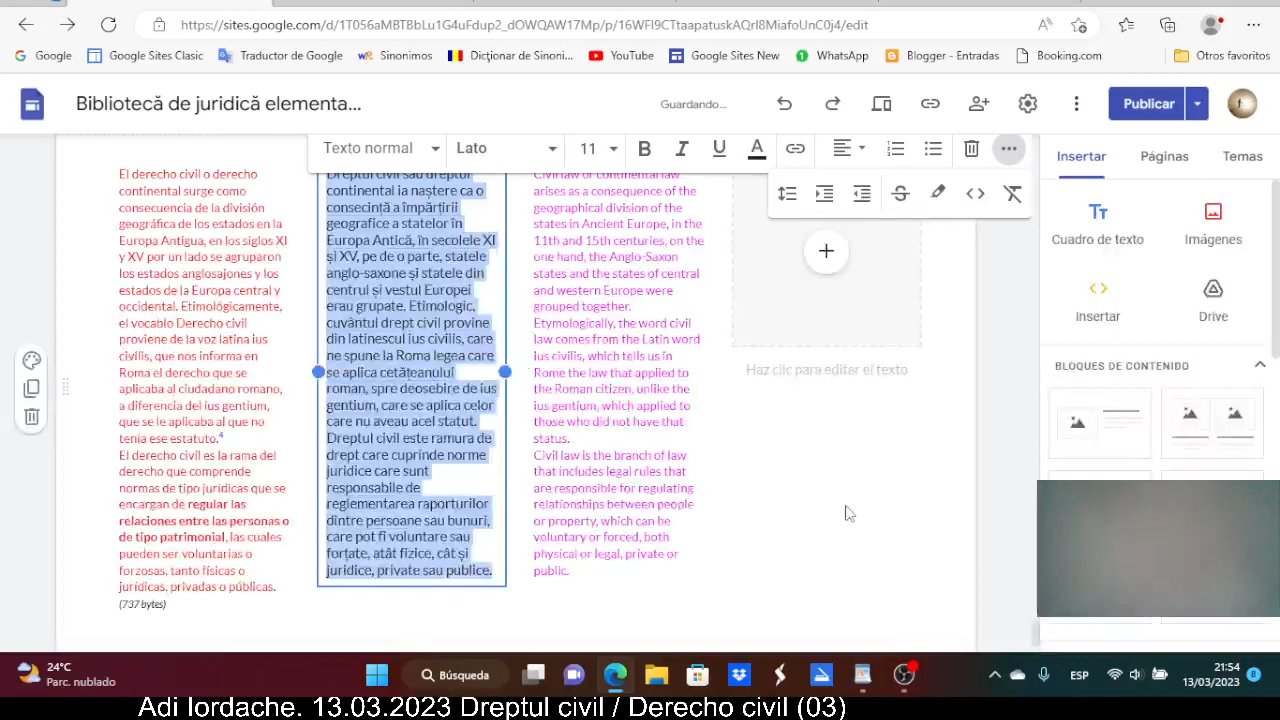 https://sites.google.com/d/1T056aMBTBbLu1G4uFdup2_dOWQAW17Mp/p/16WFI9CTtaapatuskAQrI8MiafoUnC0j4/edit
Google
Google Sites Clasic
Traductor de Google
Sinonimos
Dicționar de Sinoni...
YouTube
Google Sites New
WhatsApp
Blogger - Entradas
Booking.com
Otros favoritos
Bibliotecă de juridică elementa...
Guardando...
Publicar
Texto normal
Lato
11
Insertar
Páginas
Temas
El derecho civil o derecho
continental surge como
consecuencia de la división
geográfica de los estados en la
Europa Antigua, en los siglos XI
y XV por un lado se agruparon
los estados anglosajones y los
estados de la Europa central y
occidental. Etimológicamente,
el vocablo Derecho civil
proviene de la voz latina ius
civilis, que nos informa en
Roma el derecho que se
aplicaba al ciudadano romano,
a diferencia del ius gentium,
que se le aplicaba al que no
tenía ese estatuto.4
El derecho civil es la rama del
derecho que comprende
normas de tipo jurídicas que se
encargan de regular las
relaciones entre las personas o
de tipo patrimonial, las cuales
pueden ser voluntarias o
forzosas, tanto físicas o
jurídicas, privadas o públicas.
(737 bytes)
Dreptul civil sau dreptul
continental ia naștere ca o
consecință a împărțirii
geografice a statelor în
Europa Antică, în secolele XI
și XV, pe de o parte, statele
anglo-saxone și statele din
centrul și vestul Europei
erau grupate. Etimologic,
cuvântul drept civil provine
din latinescul ius civilis, care
ne spune la Roma legea care
se aplica cetățeanului
roman, spre deosebire de ius
gentium, care se aplica celor
care nu aveau acel statut.
Dreptul civil este ramura de
drept care cuprinde norme
juridice care sunt
responsabile de
reglementarea raporturilor
dintre persoane sau bunuri,
care pot fi voluntare sau
forțate, atât fizice, cât și
juridice, private sau publice.
Civil law or continental law
arises as a consequence of the
geographical division of the
states in Ancient Europe, in the
11th and 15th centuries, on the
one hand, the Anglo-Saxon
states and the states of central
and western Europe were
grouped together.
Etymologically, the word civil
law comes from the Latin word
ius civilis, which tells us in
Rome the law that applied to
the Roman citizen, unlike the
ius gentium, which applied to
those who did not have that
status.
Civil law is the branch of law
that includes legal rules that
are responsible for regulating
relationships between people
or property, which can be
voluntary or forced, both
physical or legal, private or
public.
Haz clic para editar el texto
Cuadro de texto
Imágenes
Insertar
Drive
BLOQUES DE CONTENIDO
24°C
Parc. nublado
Búsqueda
ESP
21:54
13/03/2023
Adi Iordache. 13.03.2023 Dreptul civil / Derecho civil (03)